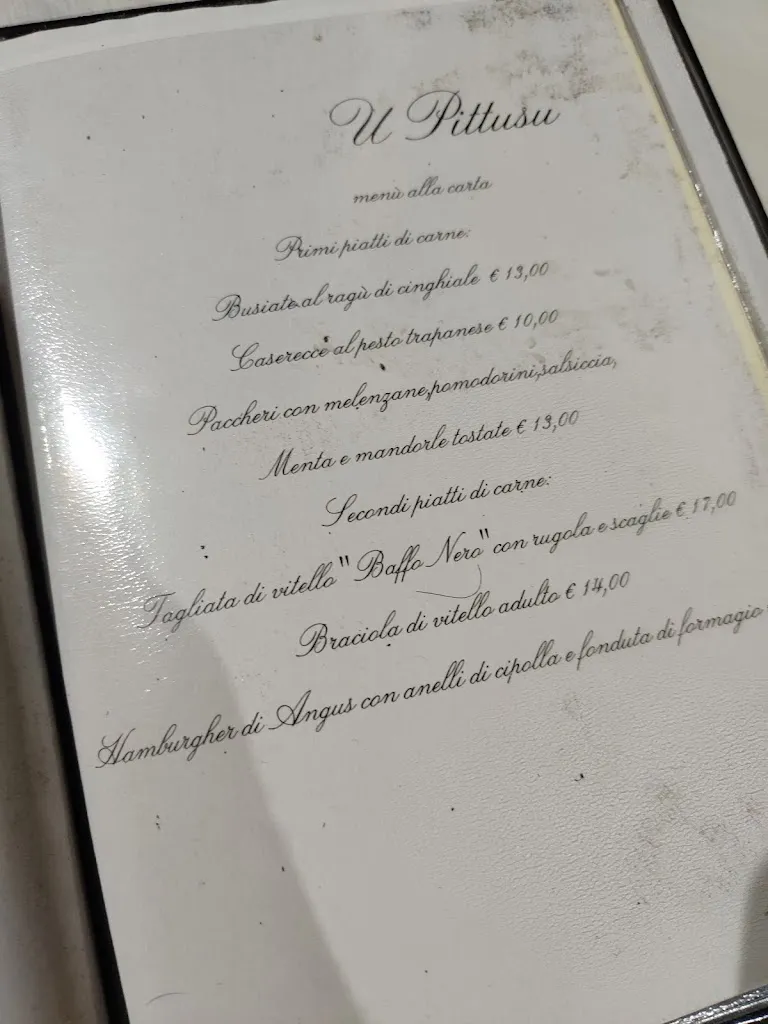 U Pittusu
menù alla carta
Primi piatti di carne:
Busiate al ragù di cinghiale € 13,00
Caserecce al pesto trapanese € 10,00
Paccheri con melenzane,pomodorini,salsiccia,
Menta e mandorle tostate € 13,00
Secondi piatti di carne:
Tagliata di vitello" Baffo Nero"con rugola e scaglie € 17,00
Braciola di vitello adulto € 14,00
Hamburgher di Angus con anelli di cipolla e fonduta di formagio